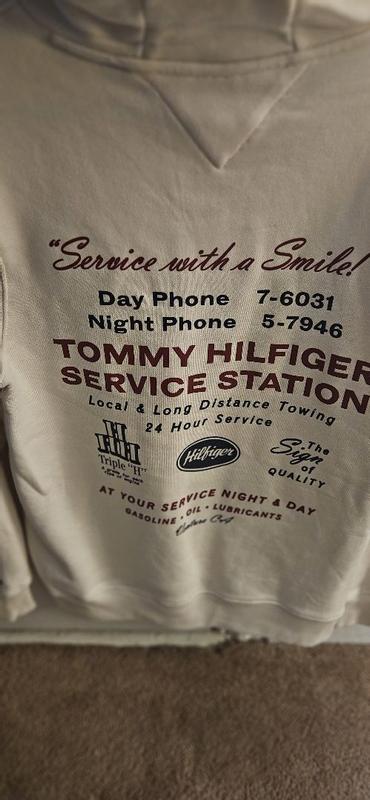 "Service with a Smile!
Day Phone 7-6031
Night Phone 5-7946
TOMMY HILFIGER
SERVICE STATION
Local & Long Distance Towing
24 Hour Service
HHH
Triple "H"
Hilfiger
The
Sign
of
QUALITY
AT YOUR SERVICE NIGHT & DAY
GASOLINE · OIL · LUBRICANTS